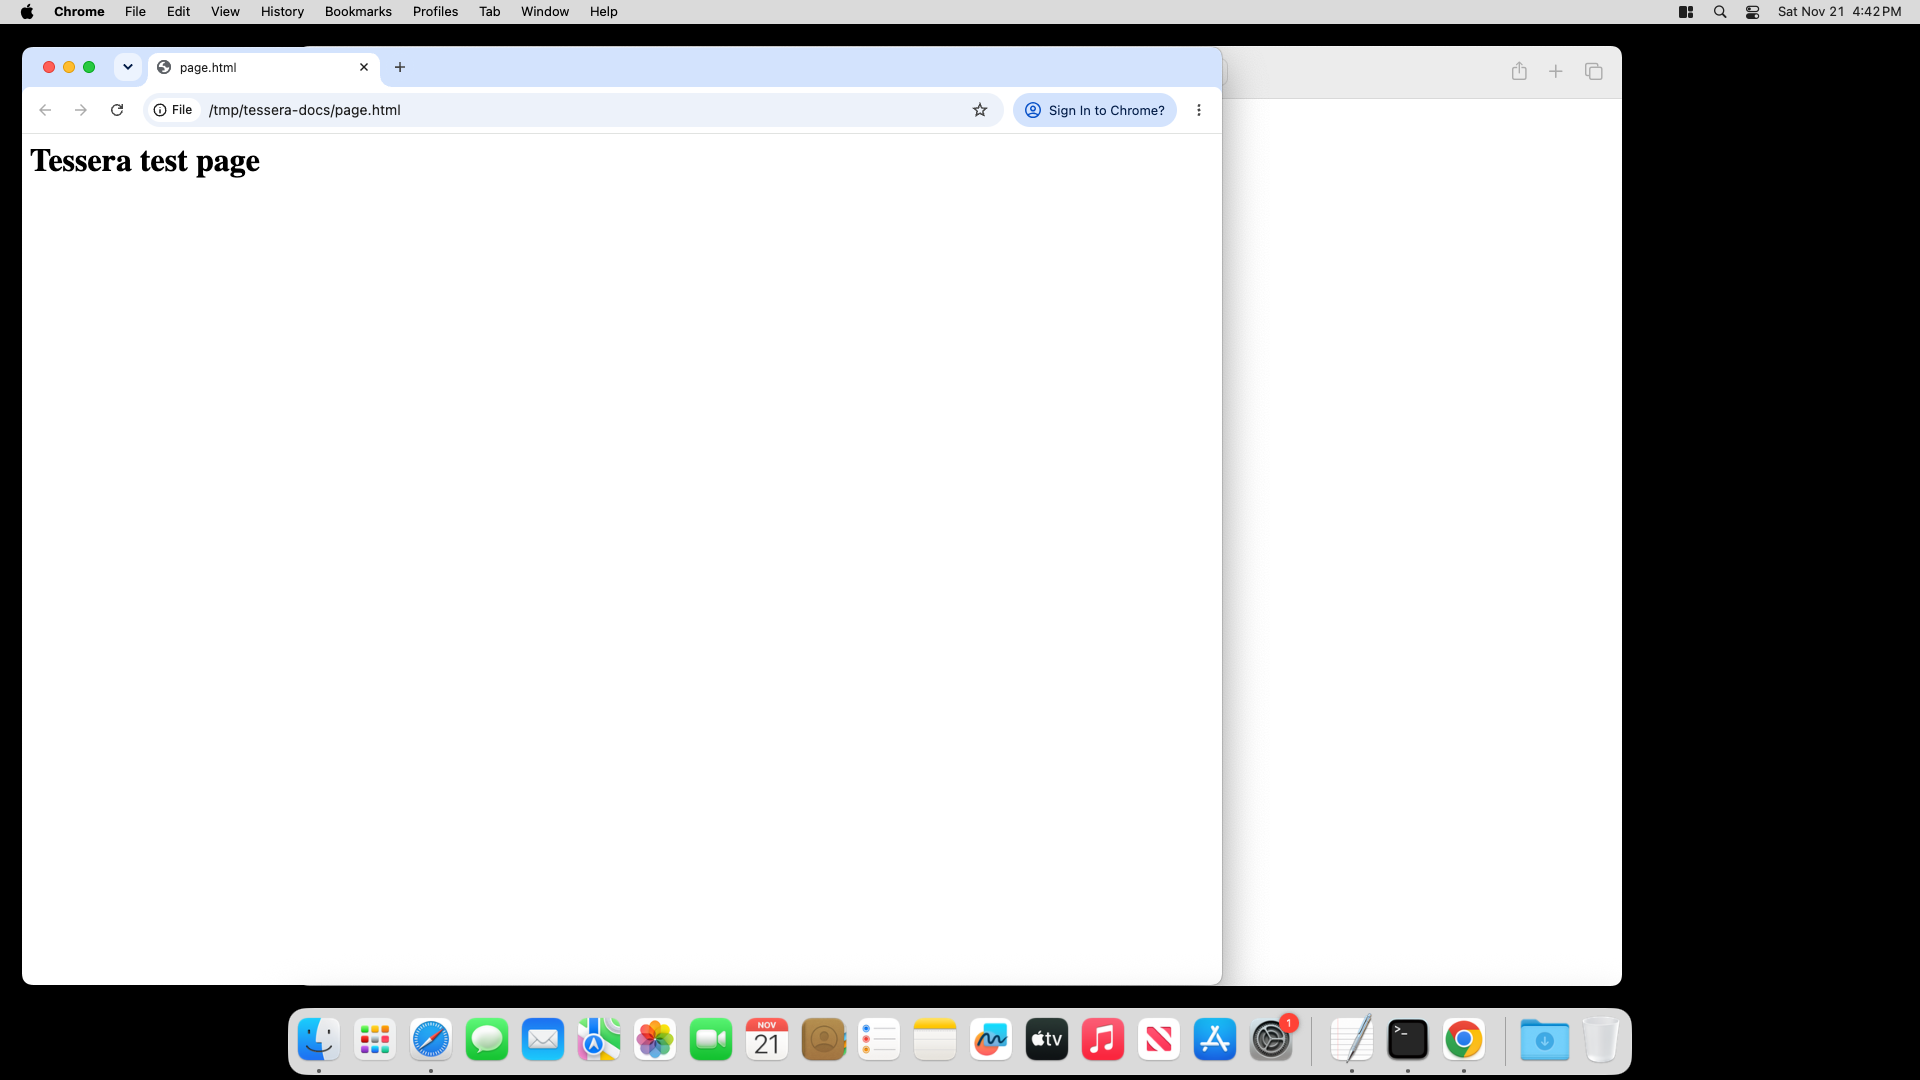 Chrome File Edit View History Bookmarks Profiles Tab Window Help Sat Nov 21 4:42 PM
page.html
File /tmp/tessera-docs/page.html Sign In to Chrome?
Tessera test page
NOV
21
tv
1
>_